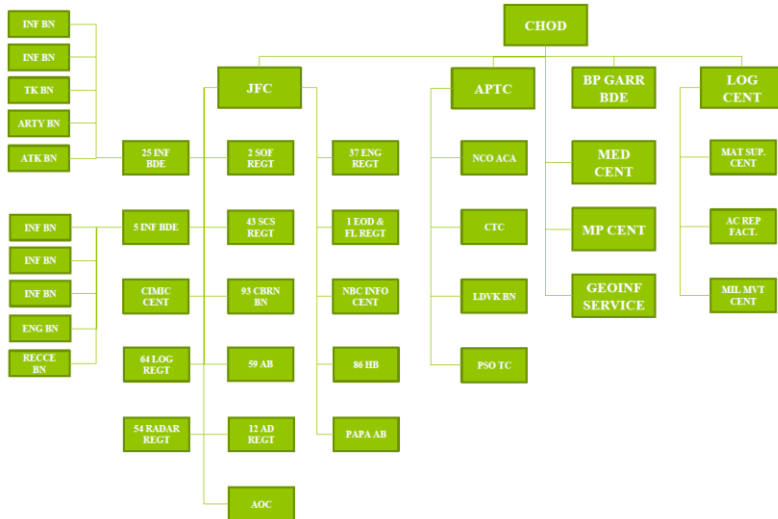 CHOD
JFC
APTC
BP GARR
BDE
LOG
CENT
INF BN
INF BN
TK BN
ARTY BN
ATK BN
25 INF
BDE
2 SOF
REGT
37 ENG
REGT
NCO ACA
MED
CENT
MAT SUP.
CENT
INF BN
INF BN
INF BN
ENG BN
RECCE
BN
5 INF BDE
43 SCS
REGT
1 EOD &
FL REGT
CTC
MP CENT
AC REP
FACT.
CIMIC
CENT
93 CBRN
BN
NBC INFO
CENT
LDVK BN
GEOINF
SERVICE
MIL MVT
CENT
64 LOG
REGT
59 AB
86 HB
PSO TC
54 RADAR
REGT
12 AD
REGT
PAPA AB
AOC